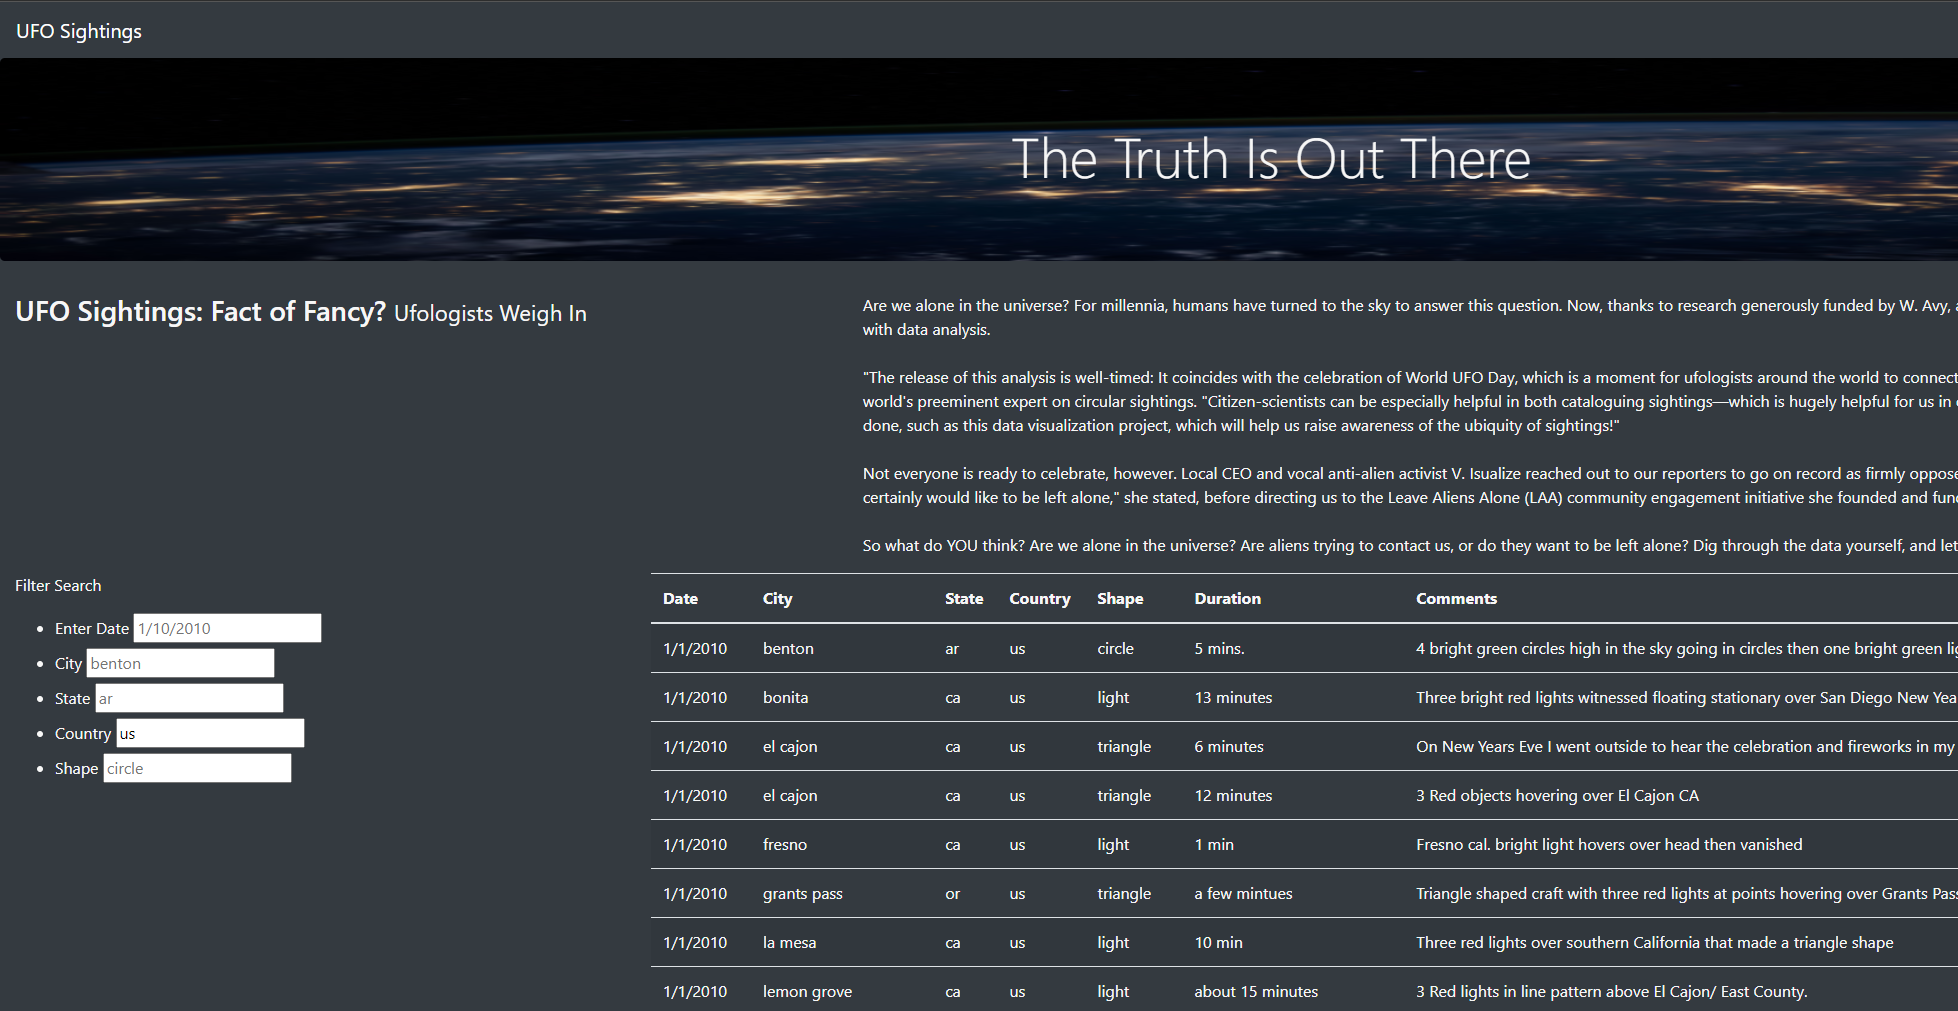 UFO Sightings
The Truth Is Out There
UFO Sightings: Fact of Fancy? Ufologists Weigh In
Are we alone in the universe? For millennia, humans have turned to the sky to answer this question. Now, thanks to research generously funded by W. Avy,
with data analysis.
"The release of this analysis is well-timed: It coincides with the celebration of World UFO Day, which is a moment for ufologists around the world to connect
world's preeminent expert on circular sightings. "Citizen-scientists can be especially helpful in both cataloguing sightings—which is hugely helpful for us in
done, such as this data visualization project, which will help us raise awareness of the ubiquity of sightings!"
Not everyone is ready to celebrate, however. Local CEO and vocal anti-alien activist V. Isualize reached out to our reporters to go on record as firmly oppose
certainly would like to be left alone," she stated, before directing us to the Leave Aliens Alone (LAA) community engagement initiative she founded and fun
So what do YOU think? Are we alone in the universe? Are aliens trying to contact us, or do they want to be left alone? Dig through the data yourself, and let
Filter Search
Enter Date 1/10/2010
City benton
State ar
Country us
Shape circle
Date City State Country Shape Duration Comments
1/1/2010 benton ar us circle 5 mins. 4 bright green circles high in the sky going in circles then one bright green lig
1/1/2010 bonita ca us light 13 minutes Three bright red lights witnessed floating stationary over San Diego New Yea
1/1/2010 el cajon ca us triangle 6 minutes On New Years Eve I went outside to hear the celebration and fireworks in my
1/1/2010 el cajon ca us triangle 12 minutes 3 Red objects hovering over El Cajon CA
1/1/2010 fresno ca us light 1 min Fresno cal. bright light hovers over head then vanished
1/1/2010 grants pass or us triangle a few mintues Triangle shaped craft with three red lights at points hovering over Grants Pass
1/1/2010 la mesa ca us light 10 min Three red lights over southern California that made a triangle shape
1/1/2010 lemon grove ca us light about 15 minutes 3 Red lights in line pattern above El Cajon/ East County.